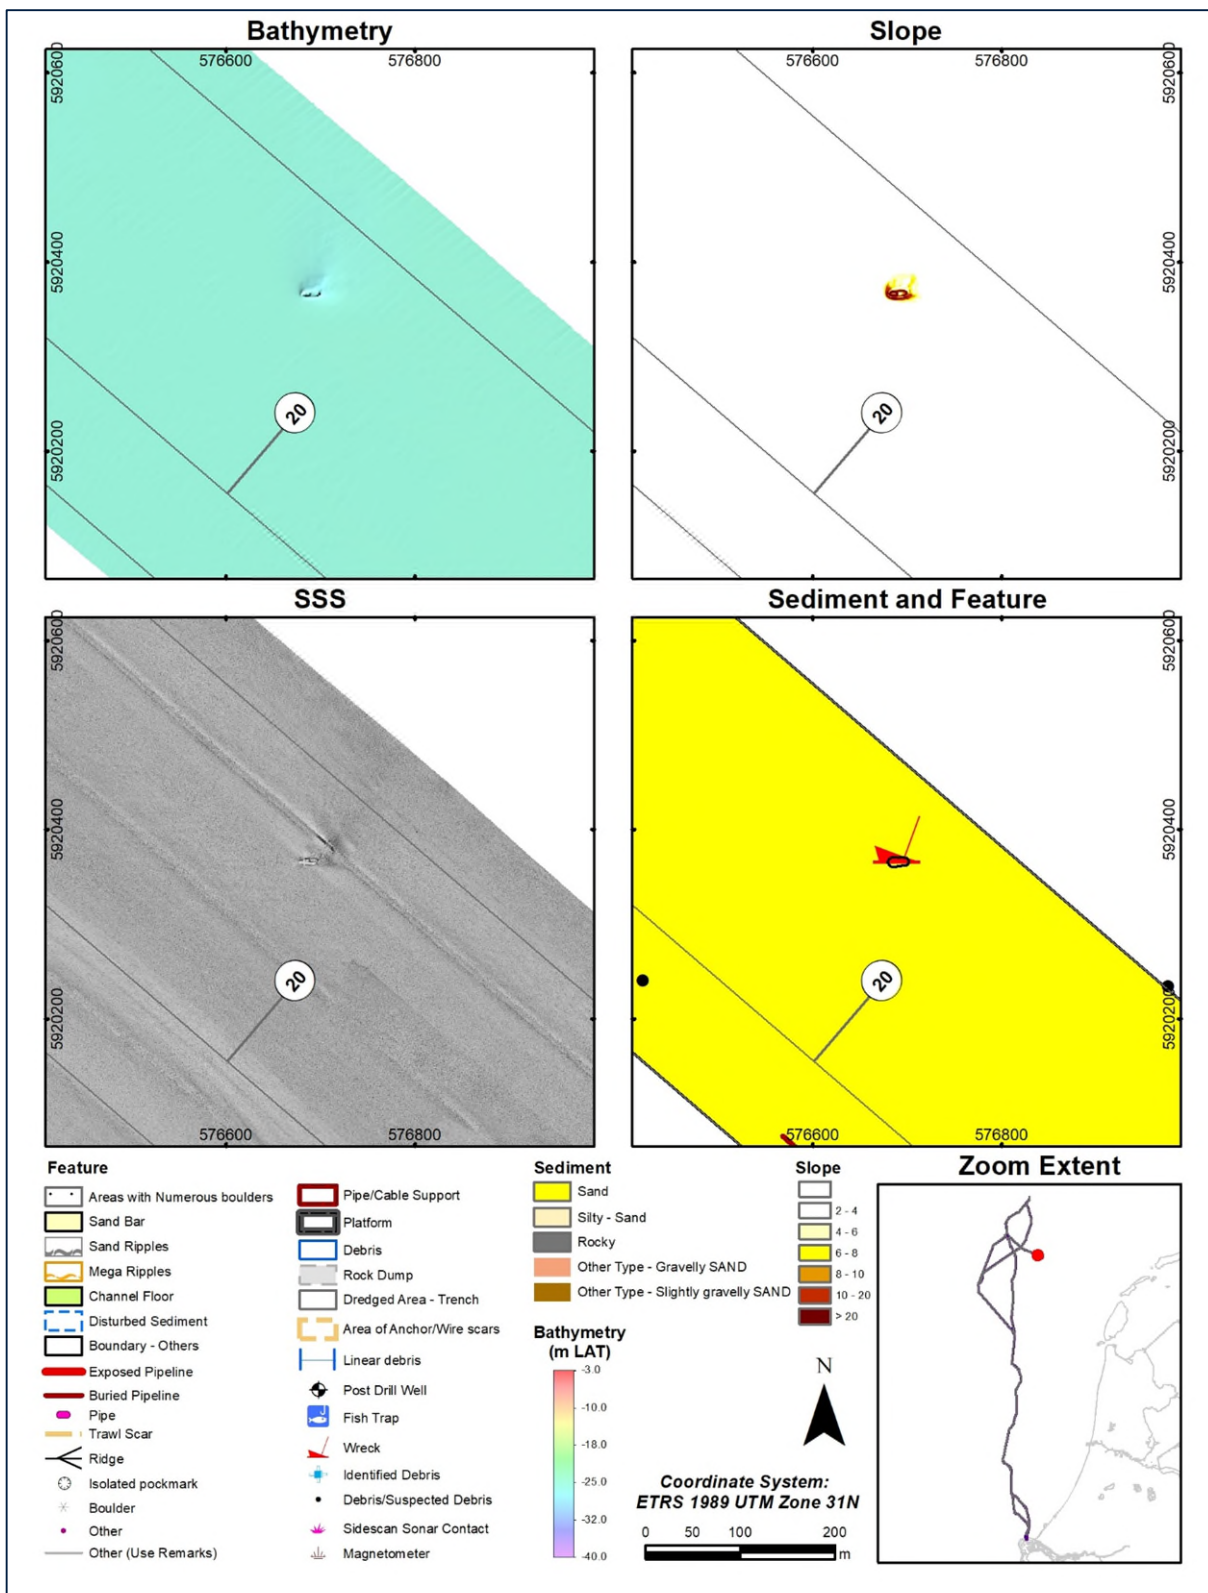 Bathymetry
Slope
576600
576800
576600
576800
5920600
5920400
5920200
5920600
5920400
5920200
20
20
SSS
Sediment and Feature
5920600
5920400
5920200
5920600
5920400
5920200
20
20
576600
576800
576600
576800
Feature
Areas with Numerous boulders
Sand Bar
Sand Ripples
Mega Ripples
Channel Floor
Disturbed Sediment
Boundary - Others
Exposed Pipeline
Buried Pipeline
Pipe
Trawl Scar
Ridge
Isolated pockmark
Boulder
Other
Other (Use Remarks)
Pipe/Cable Support
Platform
Debris
Rock Dump
Dredged Area - Trench
Area of Anchor/Wire scars
Linear debris
Post Drill Well
Fish Trap
Wreck
Identified Debris
Debris/Suspected Debris
Sidescan Sonar Contact
Magnetometer
Sediment
Sand
Silty - Sand
Rocky
Other Type - Gravelly SAND
Other Type - Slightly gravelly SAND
Bathymetry
(m LAT)
-3.0
-10.0
-18.0
-25.0
-32.0
-40.0
Slope
2 - 4
4 - 6
6 - 8
8 - 10
10 - 20
> 20
N
Coordinate System:
ETRS 1989 UTM Zone 31N
0 50 100 200
m
Zoom Extent